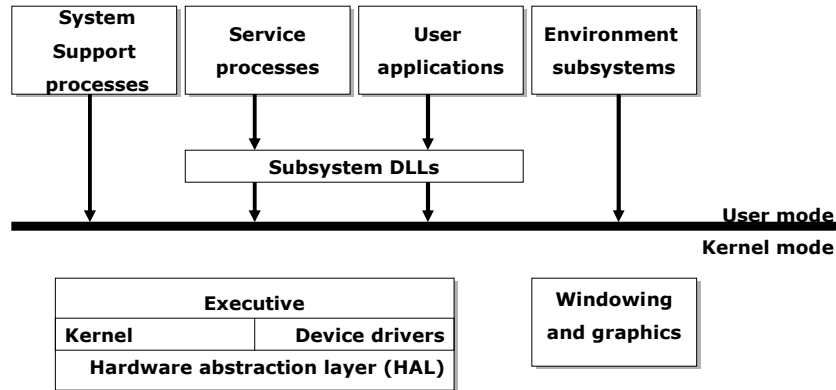 System
Support
processes
Service
processes
User
applications
Environment
subsystems
Subsystem DLLs
User mode
Kernel mode
Executive
Kernel
Device drivers
Hardware abstraction layer (HAL)
Windowing
and graphics